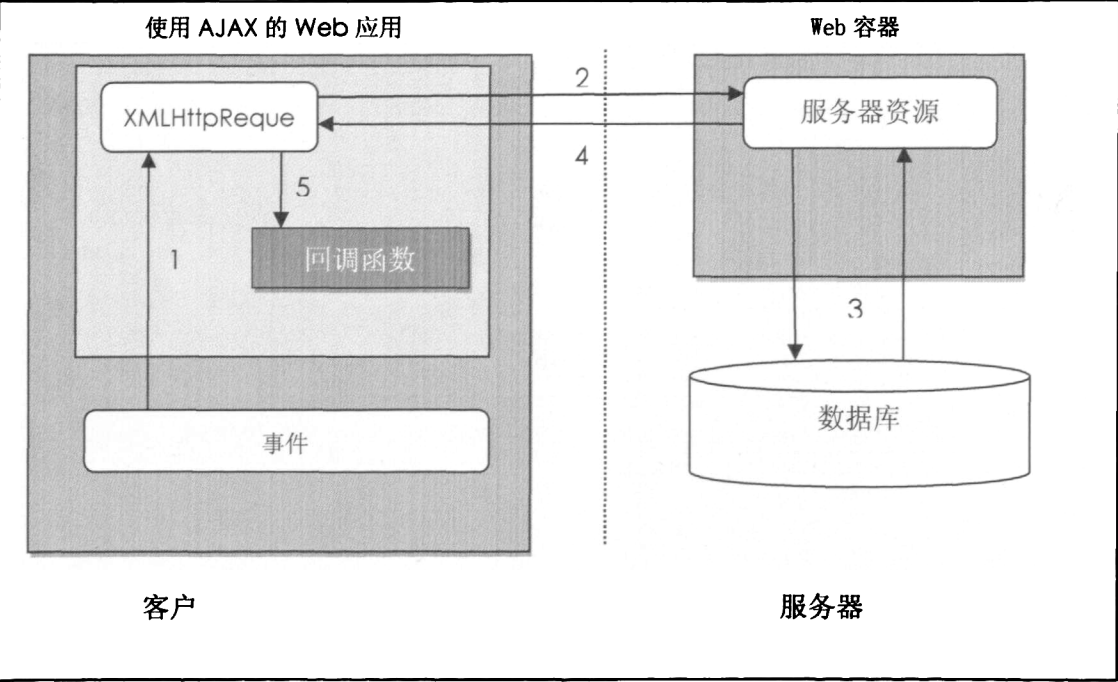 使用 AJAX 的 Web 应用
Web 容器
XMLHttpReque
2
服务器资源
4
5
1
回调函数
3
数据库
事件
客户
服务器